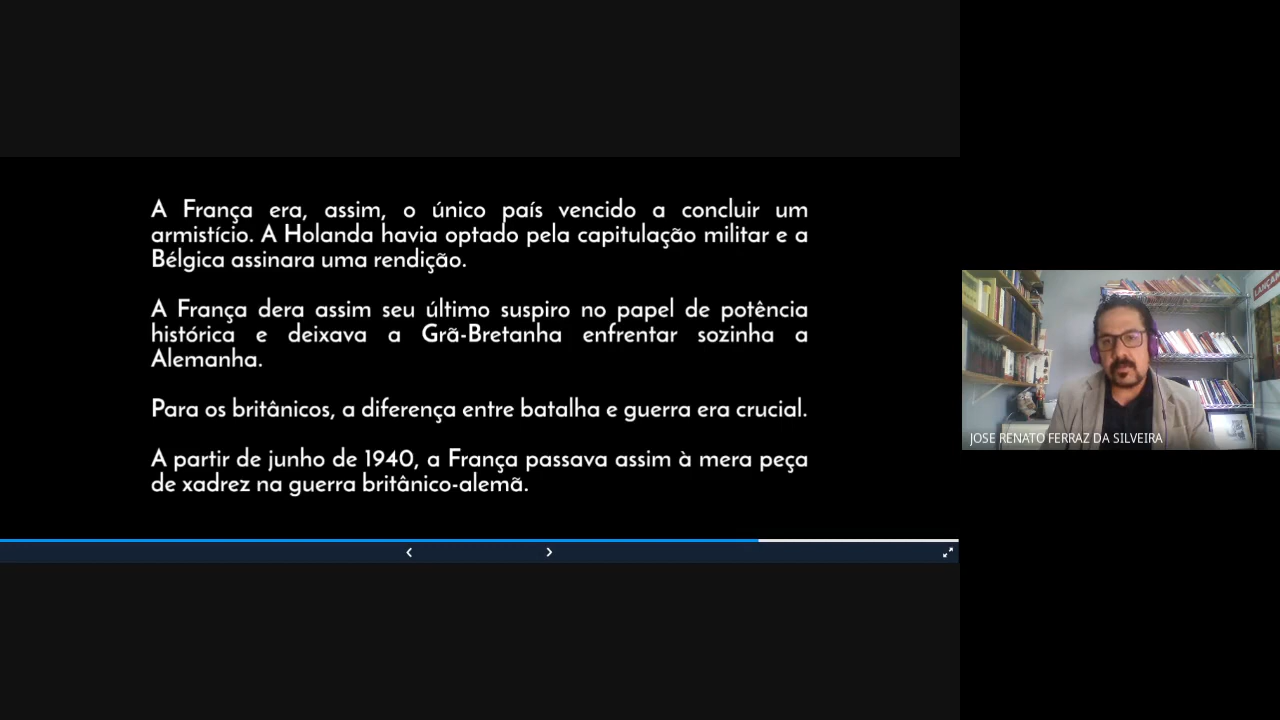 A França era, assim, o único país vencido a concluir um
armistício. A Holanda havia optado pela capitulação militar e a
Bélgica assinara uma rendição.
A França dera assim seu último suspiro no papel de potência
histórica e deixava a Grã-Bretanha enfrentar sozinha a
Alemanha.
Para os britânicos, a diferença entre batalha e guerra era crucial.
A partir de junho de 1940, a França passava assim à mera peça
de xadrez na guerra britânico-alemã.
JOSE RENATO FERRAZ DA SILVEIRA